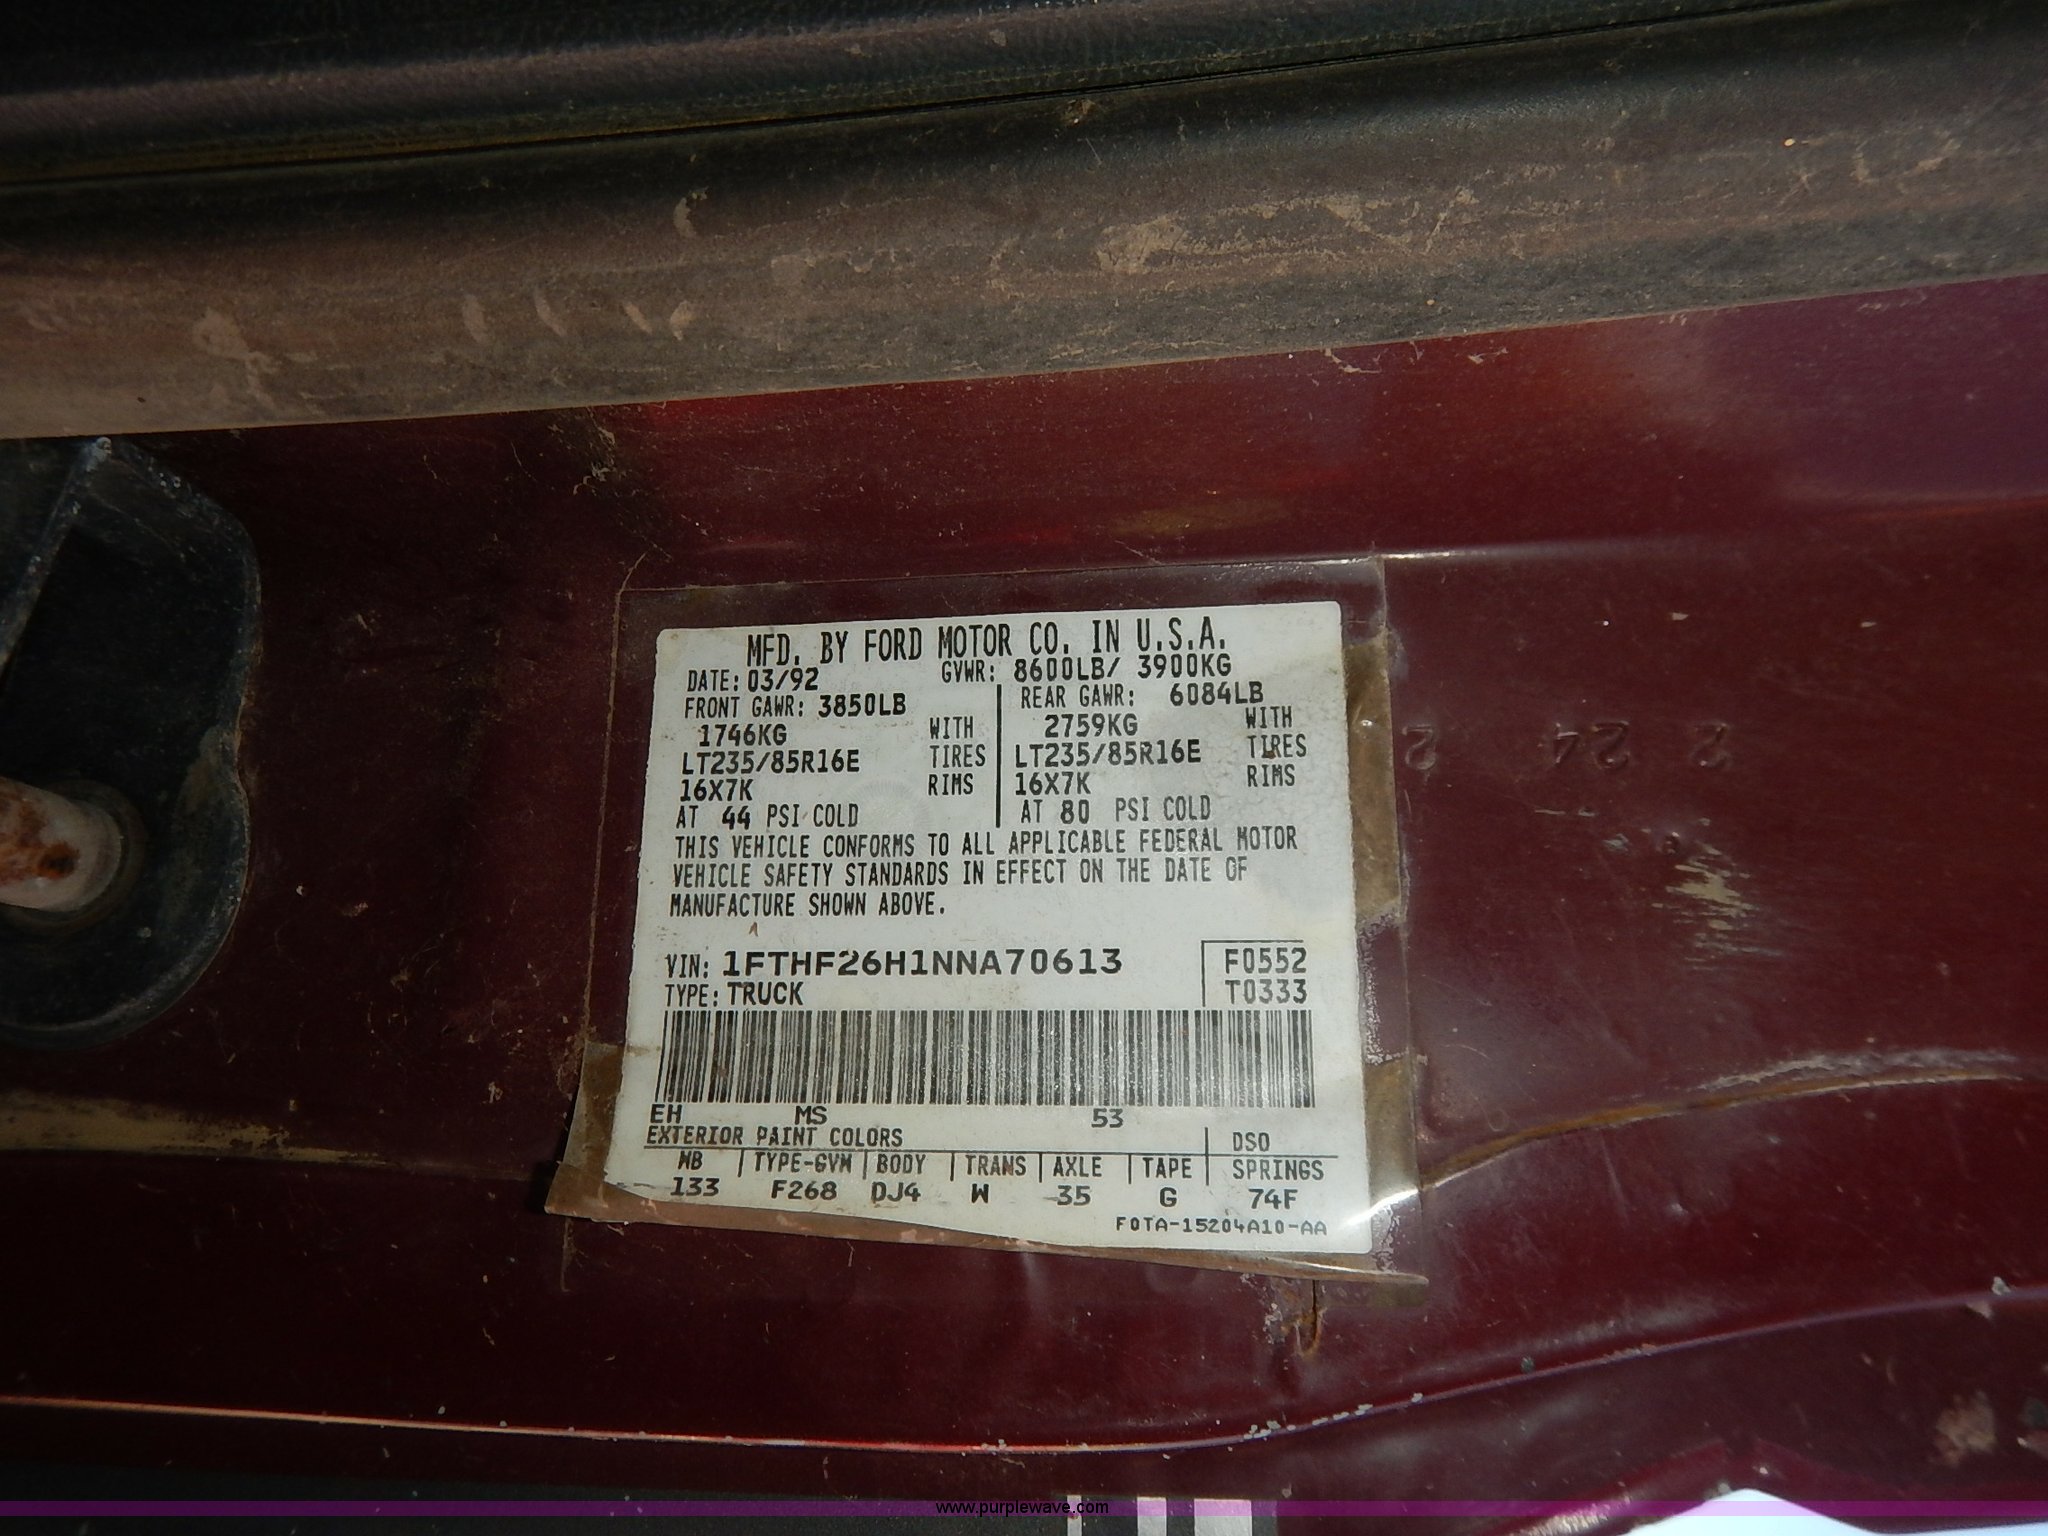 MFD. BY FORD MOTOR CO. IN U.S.A.
DATE: 03/92 GVWR: 8600LB/ 3900KG
FRONT GAWR: 3850LB REAR GAWR: 6084LB
1746KG WITH 2759KG WITH
LT235/85R16E TIRES LT235/85R16E TIRES
16X7K RIMS 16X7K RIMS
AT 44 PSI COLD AT 80 PSI COLD
THIS VEHICLE CONFORMS TO ALL APPLICABLE FEDERAL MOTOR
VEHICLE SAFETY STANDARDS IN EFFECT ON THE DATE OF
MANUFACTURE SHOWN ABOVE.
VIN: 1FTHF26H1NNA70613 F0552
TYPE: TRUCK T0333
EH MS 53
EXTERIOR PAINT COLORS DSO
WB TYPE-GVW BODY TRANS AXLE TAPE SPRINGS
133 F268 DJ4 W 35 G 74F
F0TA-15204A10-AA
www.purplewave.com